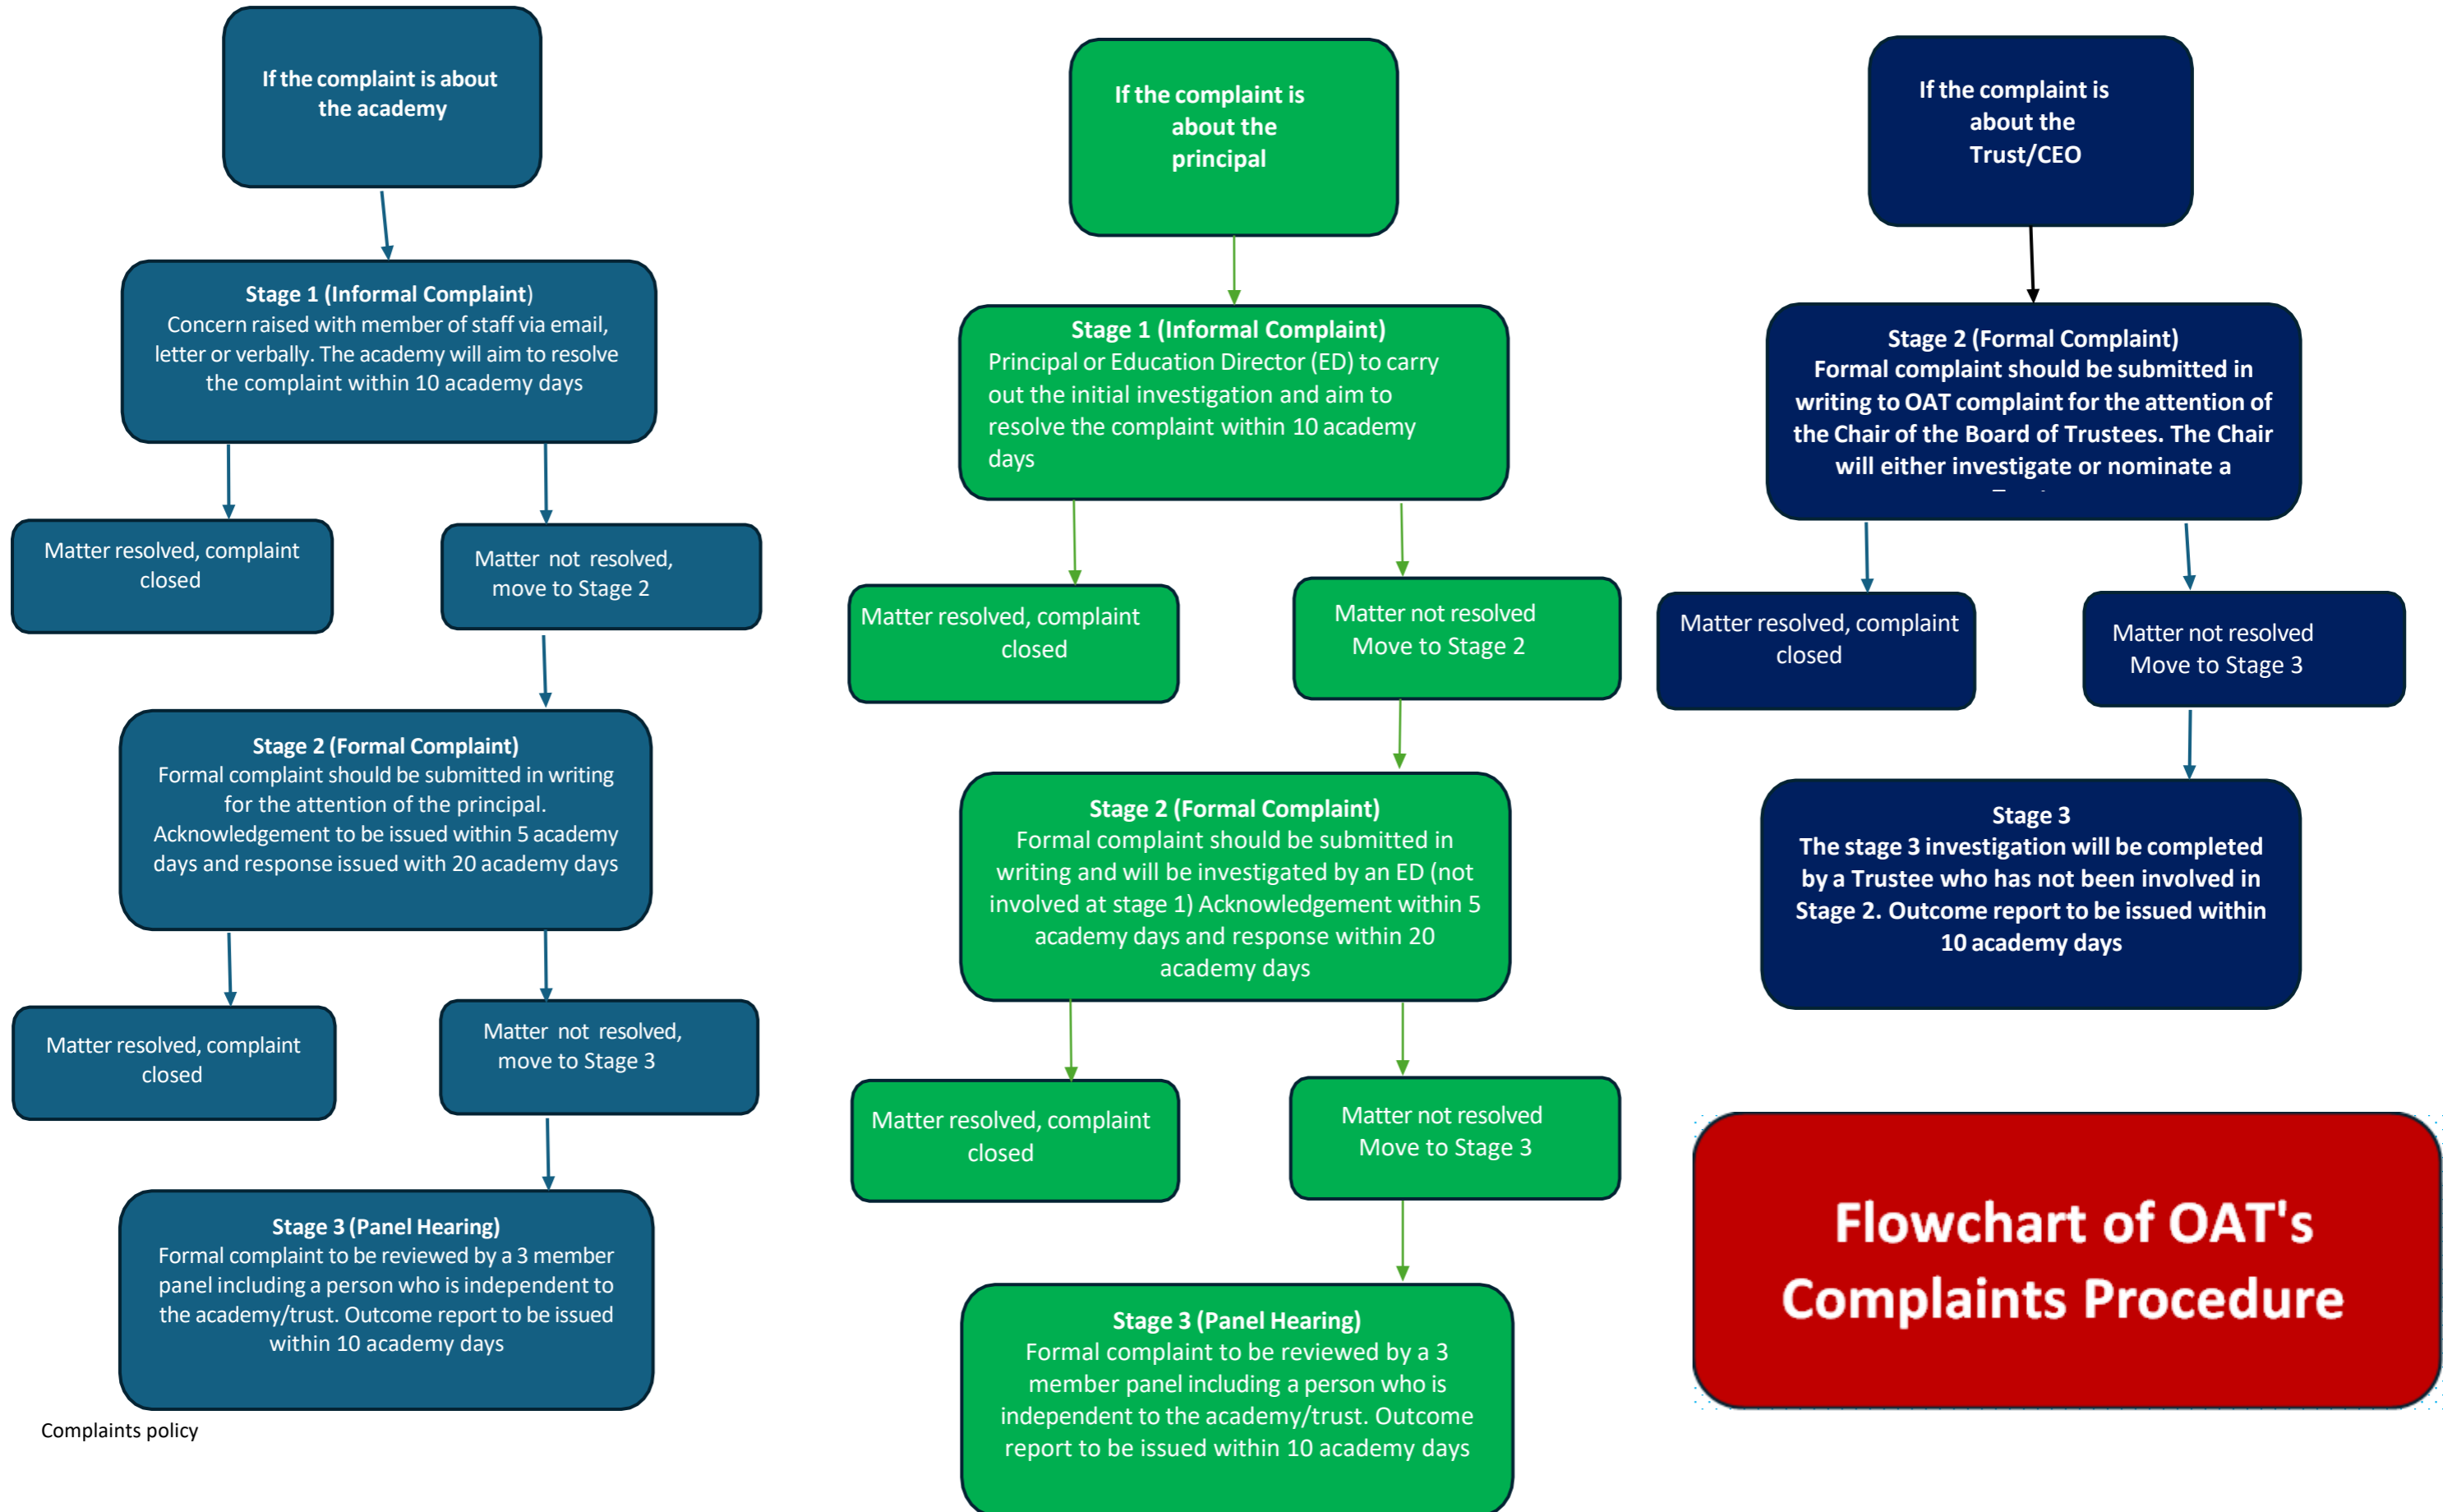 If the complaint is about
the academy
Stage 1 (Informal Complaint)
Concern raised with member of staff via email,
letter or verbally. The academy will aim to resolve
the complaint within 10 academy days
Matter resolved, complaint
closed
Matter not resolved,
move to Stage 2
Stage 2 (Formal Complaint)
Formal complaint should be submitted in writing
for the attention of the principal.
Acknowledgement to be issued within 5 academy
days and response issued with 20 academy days
Matter resolved, complaint
closed
Matter not resolved,
move to Stage 3
Stage 3 (Panel Hearing)
Formal complaint to be reviewed by a 3 member
panel including a person who is independent to
the academy/trust. Outcome report to be issued
within 10 academy days
Complaints policy
If the complaint is
about the
principal
Stage 1 (Informal Complaint)
Principal or Education Director (ED) to carry
out the initial investigation and aim to
resolve the complaint within 10 academy
days
Matter resolved, complaint
closed
Matter not resolved
Move to Stage 2
Stage 2 (Formal Complaint)
Formal complaint should be submitted in
writing and will be investigated by an ED (not
involved at stage 1) Acknowledgement within 5
academy days and response within 20
academy days
Matter resolved, complaint
closed
Matter not resolved
Move to Stage 3
Stage 3 (Panel Hearing)
Formal complaint to be reviewed by a 3
member panel including a person who is
independent to the academy/trust. Outcome
report to be issued within 10 academy days
If the complaint is
about the
Trust/CEO
Stage 2 (Formal Complaint)
Formal complaint should be submitted in
writing to OAT complaint for the attention of
the Chair of the Board of Trustees. The Chair
will either investigate or nominate a
Matter resolved, complaint
closed
Matter not resolved
Move to Stage 3
Stage 3
The stage 3 investigation will be completed
by a Trustee who has not been involved in
Stage 2. Outcome report to be issued within
10 academy days
Flowchart of OAT's
Complaints Procedure